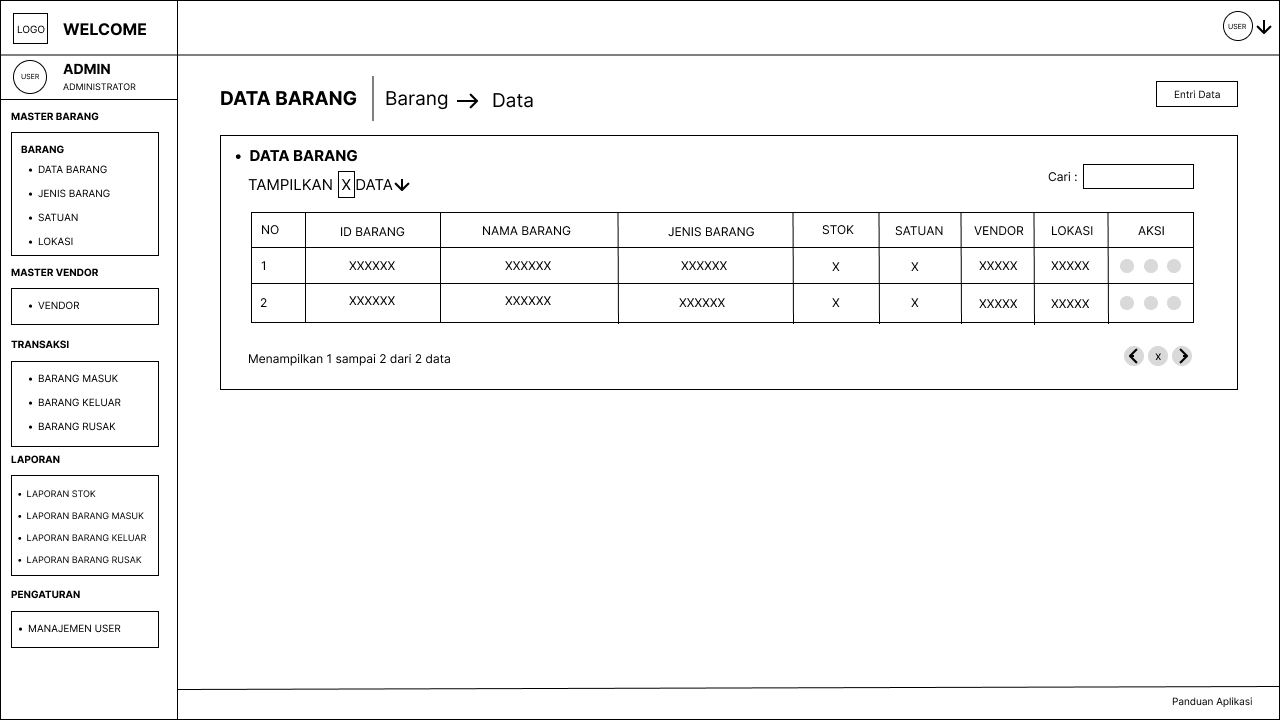 LOGO WELCOME
USER
USER ADMIN
ADMINISTRATOR
MASTER BARANG
BARANG
• DATA BARANG
• JENIS BARANG
• SATUAN
• LOKASI
MASTER VENDOR
• VENDOR
TRANSAKSI
• BARANG MASUK
• BARANG KELUAR
• BARANG RUSAK
LAPORAN
• LAPORAN STOK
• LAPORAN BARANG MASUK
• LAPORAN BARANG KELUAR
• LAPORAN BARANG RUSAK
PENGATURAN
• MANAJEMEN USER
DATA BARANG Barang → Data
Entri Data
• DATA BARANG
TAMPILKAN X DATA
Cari :
NO ID BARANG NAMA BARANG JENIS BARANG STOK SATUAN VENDOR LOKASI AKSI
1 XXXXXX XXXXXX XXXXXX X X XXXXX XXXXX
2 XXXXXX XXXXXX XXXXXX X X XXXXX XXXXX
Menampilkan 1 sampai 2 dari 2 data
x
Panduan Aplikasi